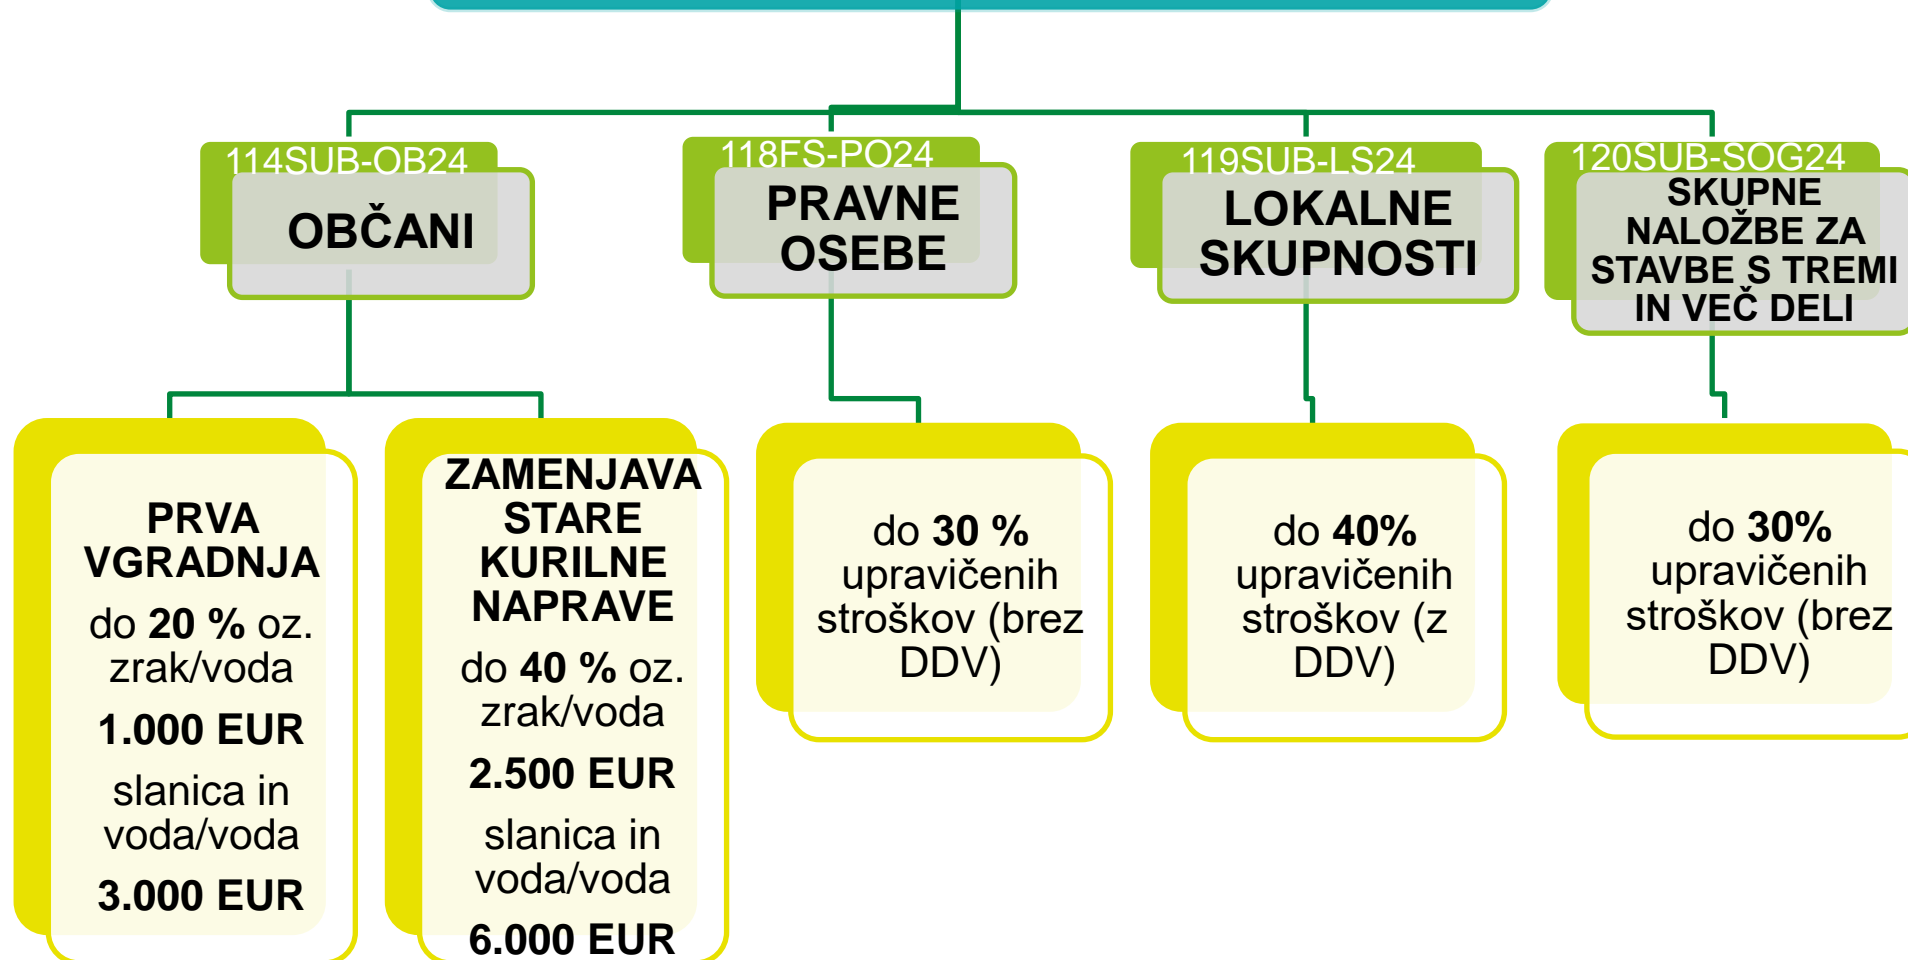 114SUB-OB24
OBČANI
118FS-PO24
PRAVNE
OSEBE
119SUB-LS24
LOKALNE
SKUPNOSTI
120SUB-SOG24
SKUPNE
NALOŽBE ZA
STAVBE S TREMI
IN VEČ DELI
PRVA
VGRADNJA
do 20 % oz.
zrak/voda
1.000 EUR
slanica in
voda/voda
3.000 EUR
ZAMENJAVA
STARE
KURILNE
NAPRAVE
do 40 % oz.
zrak/voda
2.500 EUR
slanica in
voda/voda
6.000 EUR
do 30 %
upravičenih
stroškov (brez
DDV)
do 40%
upravičenih
stroškov (z
DDV)
do 30%
upravičenih
stroškov (brez
DDV)